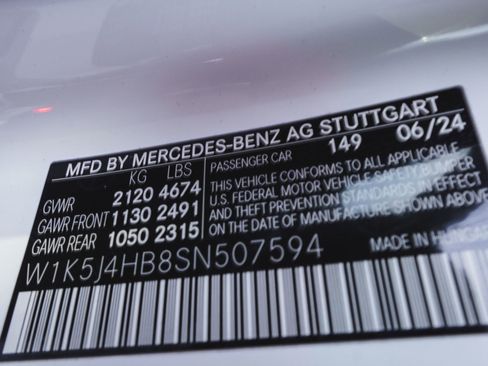 MFD BY MERCEDES-BENZ AG STUTTGART
KG LBS
GVWR 2120 4674
GAWR FRONT 1130 2491
GAWR REAR 1050 2315
PASSENGER CAR 149 06/24
THIS VEHICLE CONFORMS TO ALL APPLICABLE
U.S. FEDERAL MOTOR VEHICLE SAFETY, BUMPER
AND THEFT PREVENTION STANDARDS IN EFFECT
ON THE DATE OF MANUFACTURE SHOWN ABOVE
W1K5J4HB8SN507594
MADE IN HUNGAR